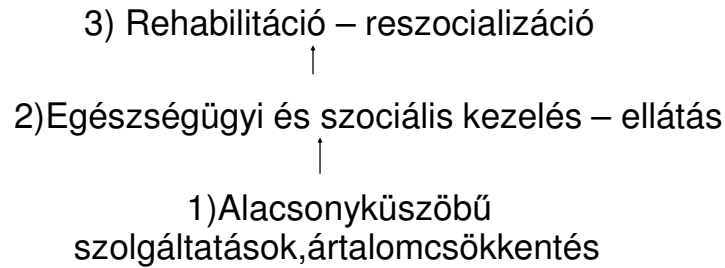 3) Rehabilitáció – reszocializáció
2)Egészségügyi és szociális kezelés – ellátás
1)Alacsonyküszöbű
szolgáltatások,ártalomcsökkentés